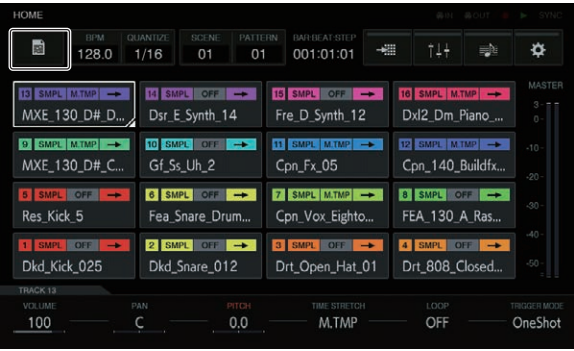 HOME IN OUT SYNC
BPM QUANTIZE SCENE PATTERN BAR:BEAT:STEP
128.0 1/16 01 01 001:01:01
MASTER
13 SMPL M.TMP 14 SMPL OFF 15 SMPL OFF 16 SMPL M.TMP
MXE_130_D#_D... Dsr_E_Synth_14 Fre_D_Synth_12 Dxl2_Dm_Piano_...
9 SMPL M.TMP 10 SMPL OFF 11 SMPL M.TMP 12 SMPL M.TMP
MXE_130_D#_C... Gf_Ss_Uh_2 Cpn_Fx_05 Cpn_140_Buildfx...
5 SMPL OFF 6 SMPL OFF 7 SMPL M.TMP 8 SMPL OFF
Res_Kick_5 Fea_Snare_Drum... Cpn_Vox_Eighto... FEA_130_A_Ras...
1 SMPL OFF 2 SMPL OFF 3 SMPL OFF 4 SMPL OFF
Dkd_Kick_025 Dkd_Snare_012 Drt_Open_Hat_01 Drt_808_Closed...
3
0
-10
-20
-30
-40
-50
TRACK 13
VOLUME PAN PITCH TIME STRETCH LOOP TRIGGER MODE
100 C 0.0 M.TMP OFF OneShot